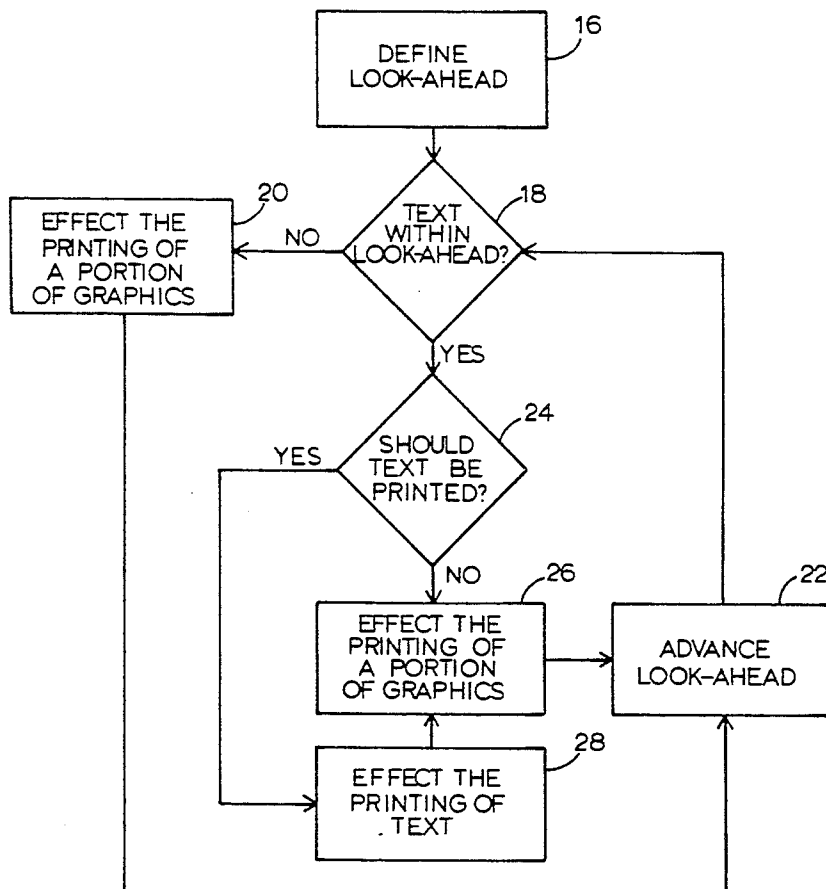 16
DEFINE
LOOK-AHEAD
18
TEXT
WITHIN
LOOK-AHEAD?
NO
20
EFFECT THE
PRINTING OF
A PORTION
OF GRAPHICS
YES
24
SHOULD
TEXT BE
PRINTED?
YES
NO
26
EFFECT THE
PRINTING OF
A PORTION
OF GRAPHICS
22
ADVANCE
LOOK-AHEAD
28
EFFECT THE
PRINTING OF
TEXT